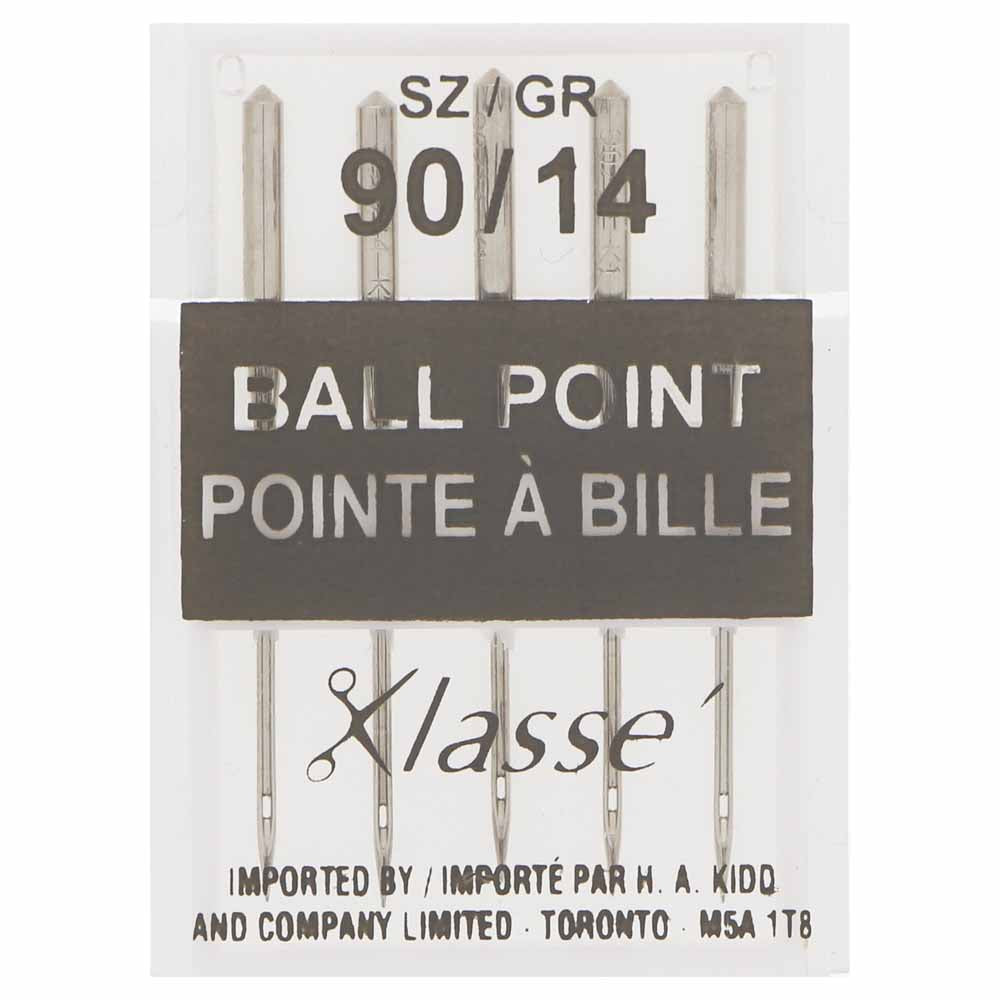 SZ/GR
90/14
BALL POINT
POINTE À BILLE
Klassé
IMPORTED BY / IMPORTÉ PAR H. A. KIDD
AND COMPANY LIMITED · TORONTO · M5A 1T8